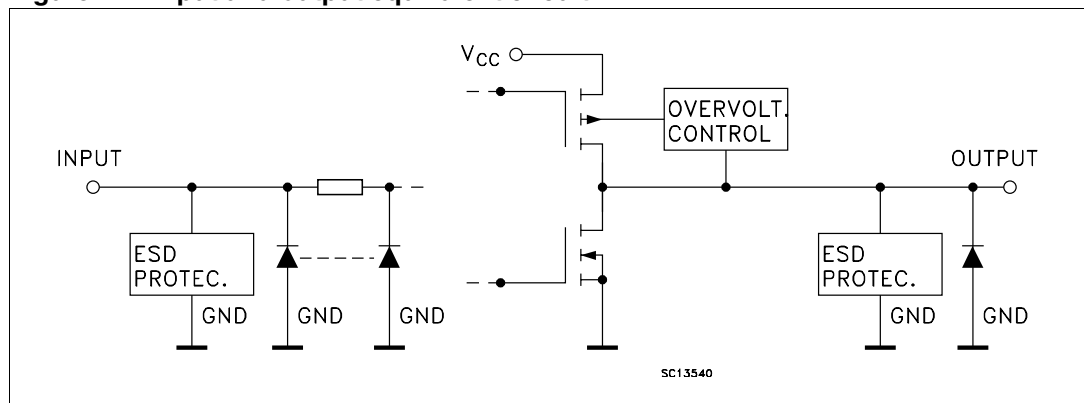 VCC
OVERVOLT.
CONTROL
INPUT
OUTPUT
ESD
PROTEC.
ESD
PROTEC.
GND
GND
GND
GND
GND
SC13540